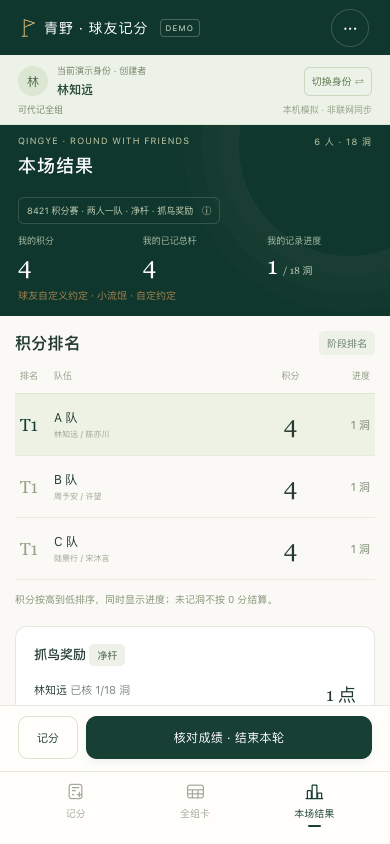 青野 · 球友记分 DEMO
林
当前演示身份 · 创建者
林知远
切换身份 ⇄
可代记全组
本机模拟 · 非联网同步
QINGYE · ROUND WITH FRIENDS
6 人 · 18 洞
本场结果
8421 积分赛 · 两人一队 · 净杆 · 抓鸟奖励 ⓘ
我的积分 我的已记总杆 我的记录进度
4 4 1 / 18 洞
球友自定义约定 · 小流氓 · 自定约定
积分排名
阶段排名
排名 队伍 积分 进度
T1 A 队 4 1 洞
林知远 / 陈亦川
T1 B 队 4 1 洞
周予安 / 许望
T1 C 队 4 1 洞
陆景行 / 宋沐言
积分按高到低排序，同时显示进度；未记洞不按 0 分结算。
抓鸟奖励 净杆
林知远 已核 1/18 洞
1 点
记分
核对成绩 · 结束本轮
记分 全组卡 本场结果